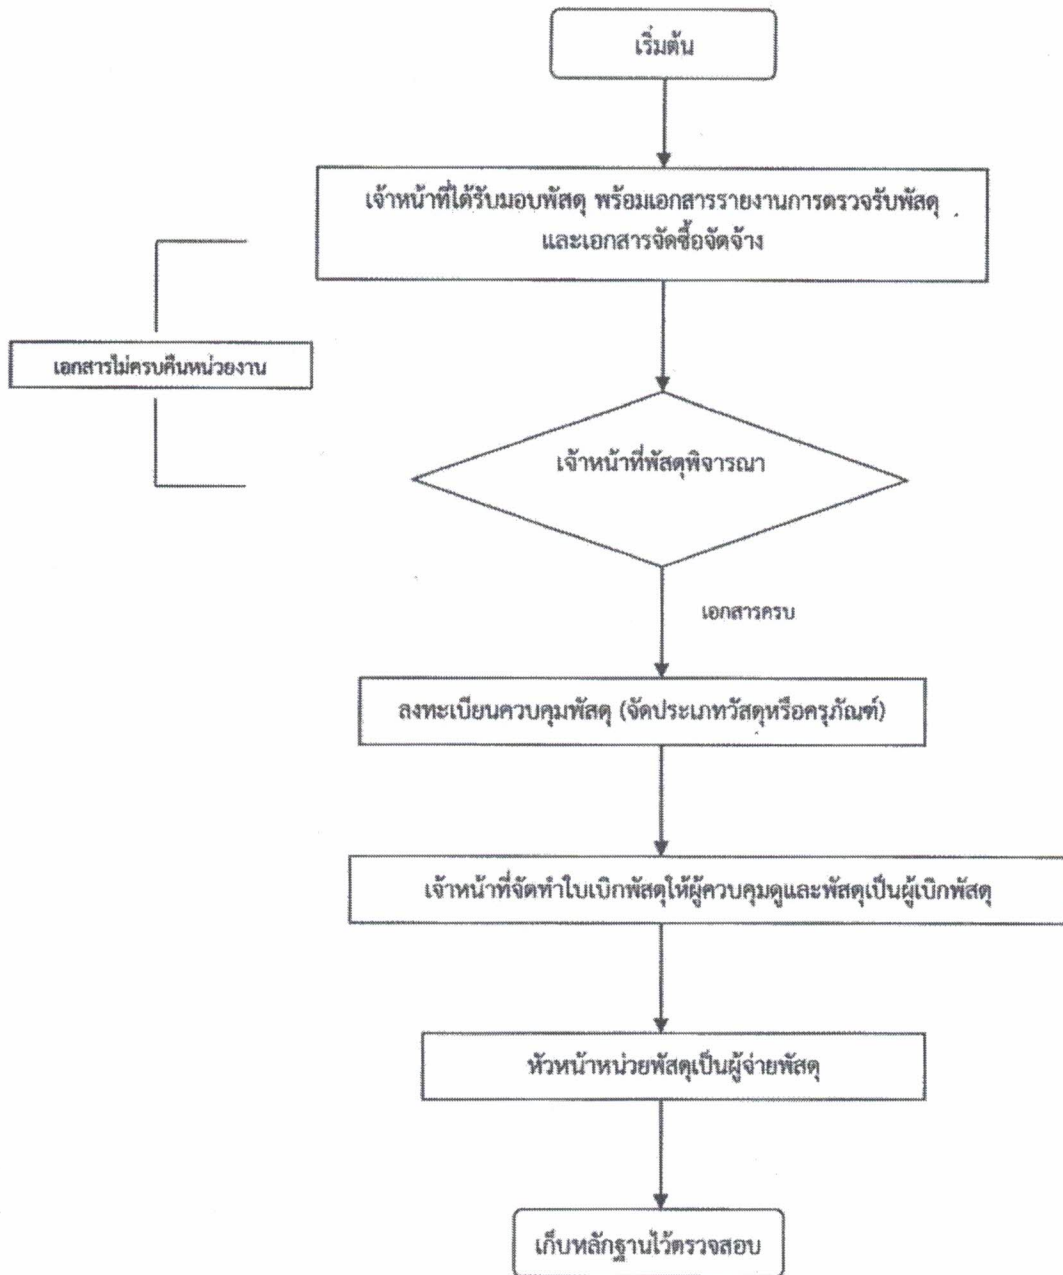 เริ่มต้น
เจ้าหน้าที่ได้รับมอบพัสดุ พร้อมเอกสารรายงานการตรวจรับพัสดุ
และเอกสารจัดซื้อจัดจ้าง
เอกสารไม่ครบคืนหน่วยงาน
เจ้าหน้าที่พัสดุพิจารณา
เอกสารครบ
ลงทะเบียนควบคุมพัสดุ (จัดประเภทวัสดุหรือครุภัณฑ์)
เจ้าหน้าที่จัดทำใบเบิกพัสดุให้ผู้ควบคุมดูและพัสดุเป็นผู้เบิกพัสดุ
หัวหน้าหน่วยพัสดุเป็นผู้จ่ายพัสดุ
เก็บหลักฐานไว้ตรวจสอบ